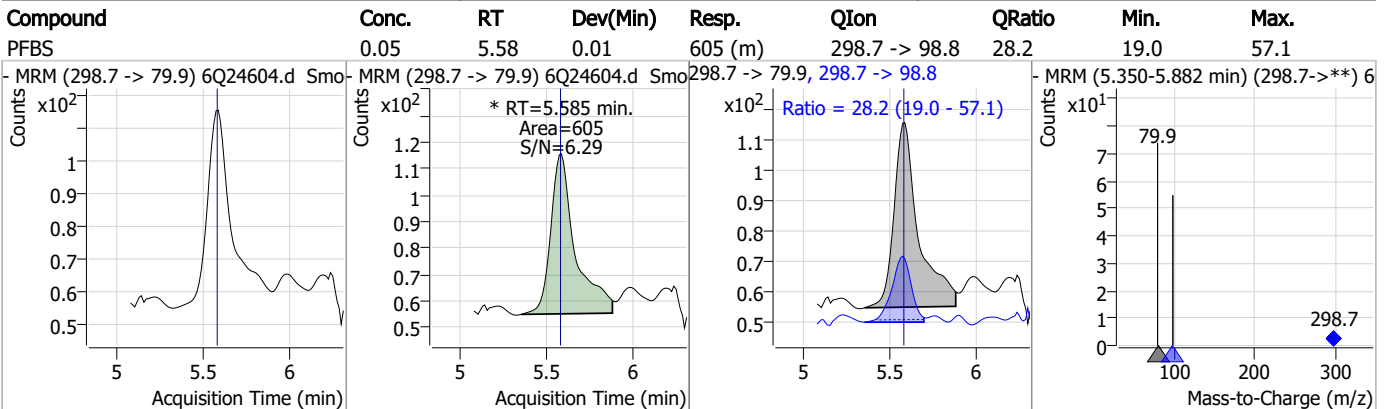 Compound Conc. RT Dev(Min) Resp. QIon QRatio Min. Max.
PFBS 0.05 5.58 0.01 605 (m) 298.7 -> 98.8 28.2 19.0 57.1
- MRM (298.7 -> 79.9) 6Q24604.d Smo
Counts
x10²
1
0.9
0.8
0.7
0.6
0.5
5 5.5 6
Acquisition Time (min)
- MRM (298.7 -> 79.9) 6Q24604.d Smo
Counts
x10²
* RT=5.585 min.
Area=605
S/N=6.29
1.2
1.1
1
0.9
0.8
0.7
0.6
0.5
5 5.5 6
Acquisition Time (min)
298.7 -> 79.9, 298.7 -> 98.8
Counts
x10²
Ratio = 28.2 (19.0 - 57.1)
1.1
1
0.9
0.8
0.7
0.6
0.5
5 5.5 6
Acquisition Time (min)
- MRM (5.350-5.882 min) (298.7->**) 6
Counts
x10¹
79.9
7
6
5
4
3
2
1
0
298.7
100 200 300
Mass-to-Charge (m/z)